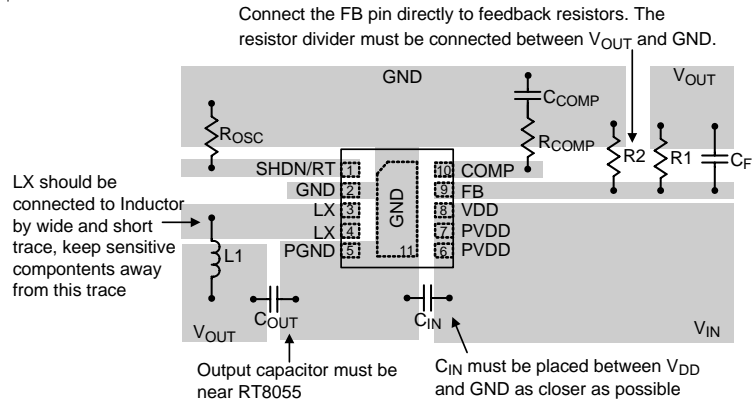 Connect the FB pin directly to feedback resistors. The
resistor divider must be connected between VOUT and GND.
GND
VOUT
CCOMP
ROSC
RCOMP
R2
R1
CF
SHDN/RT
1
10
COMP
GND
2
9
FB
LX
3
8
VDD
LX
4
7
PVDD
PGND
5
6
PVDD
GND
11
LX should be
connected to Inductor
by wide and short
trace, keep sensitive
compontents away
from this trace
L1
VOUT
COUT
CIN
VIN
Output capacitor must be
near RT8055
CIN must be placed between VDD
and GND as closer as possible